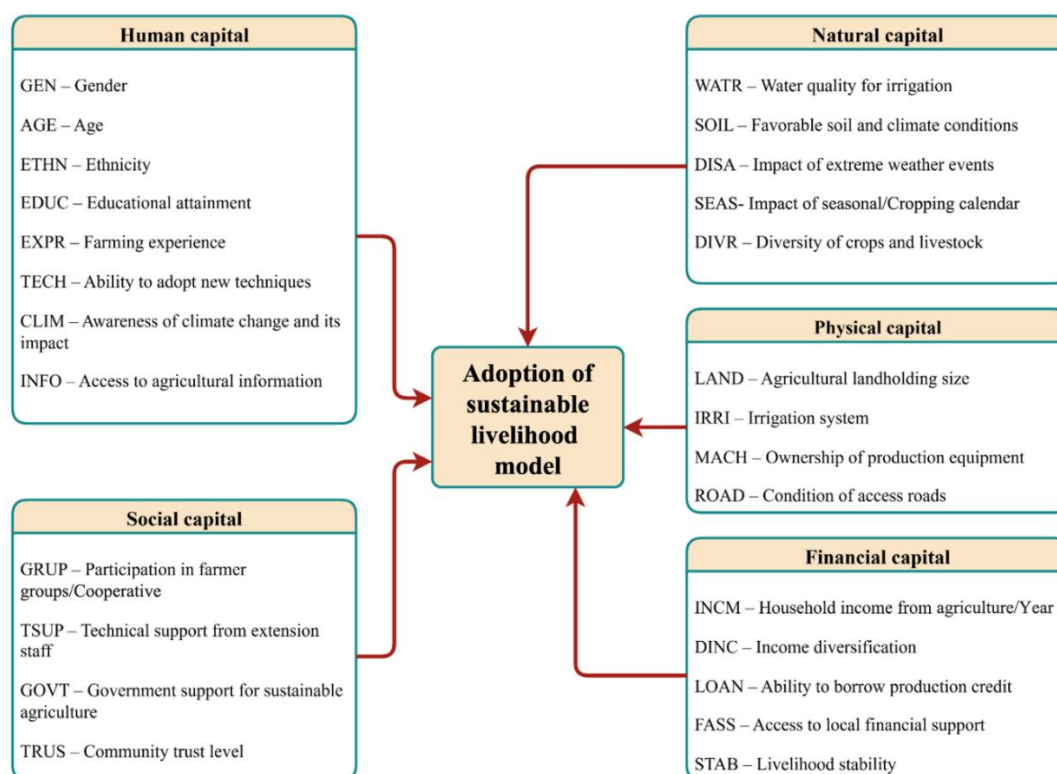 Human capital
GEN – Gender
AGE – Age
ETHN – Ethnicity
EDUC – Educational attainment
EXPR – Farming experience
TECH – Ability to adopt new techniques
CLIM – Awareness of climate change and its
impact
INFO – Access to agricultural information
Social capital
GRUP – Participation in farmer
groups/Cooperative
TSUP – Technical support from extension
staff
GOVT – Government support for sustainable
agriculture
TRUS – Community trust level
Adoption of
sustainable
livelihood
model
Natural capital
WATR – Water quality for irrigation
SOIL – Favorable soil and climate conditions
DISA – Impact of extreme weather events
SEAS- Impact of seasonal/Cropping calendar
DIVR – Diversity of crops and livestock
Physical capital
LAND – Agricultural landholding size
IRRI – Irrigation system
MACH – Ownership of production equipment
ROAD – Condition of access roads
Financial capital
INCM – Household income from agriculture/Year
DINC – Income diversification
LOAN – Ability to borrow production credit
FASS – Access to local financial support
STAB – Livelihood stability